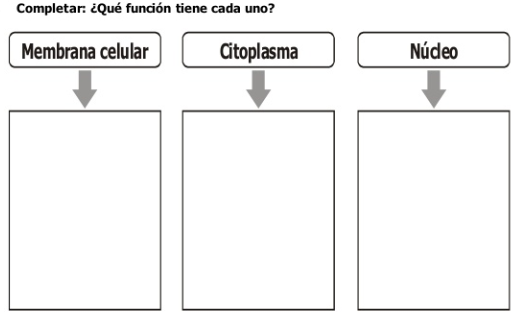 Completar: ¿Qué función tiene cada uno?
Membrana celular
Citoplasma
Núcleo